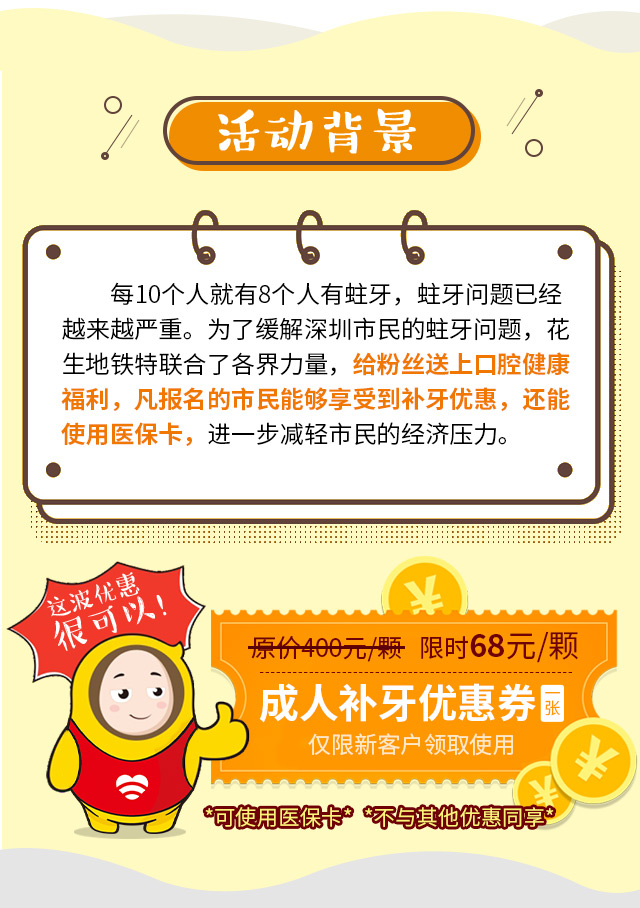 活动背景
每10个人就有8个人有蛀牙，蛀牙问题已经
越来越严重。为了缓解深圳市民的蛀牙问题，花
生地铁特联合了各界力量，给粉丝送上口腔健康
福利，凡报名的市民能够享受到补牙优惠，还能
使用医保卡，进一步减轻市民的经济压力。
这波优惠
很可以！
原价400元/颗 限时68元/颗
成人补牙优惠券一张
仅限新客户领取使用
*可使用医保卡* *不与其他优惠同享*